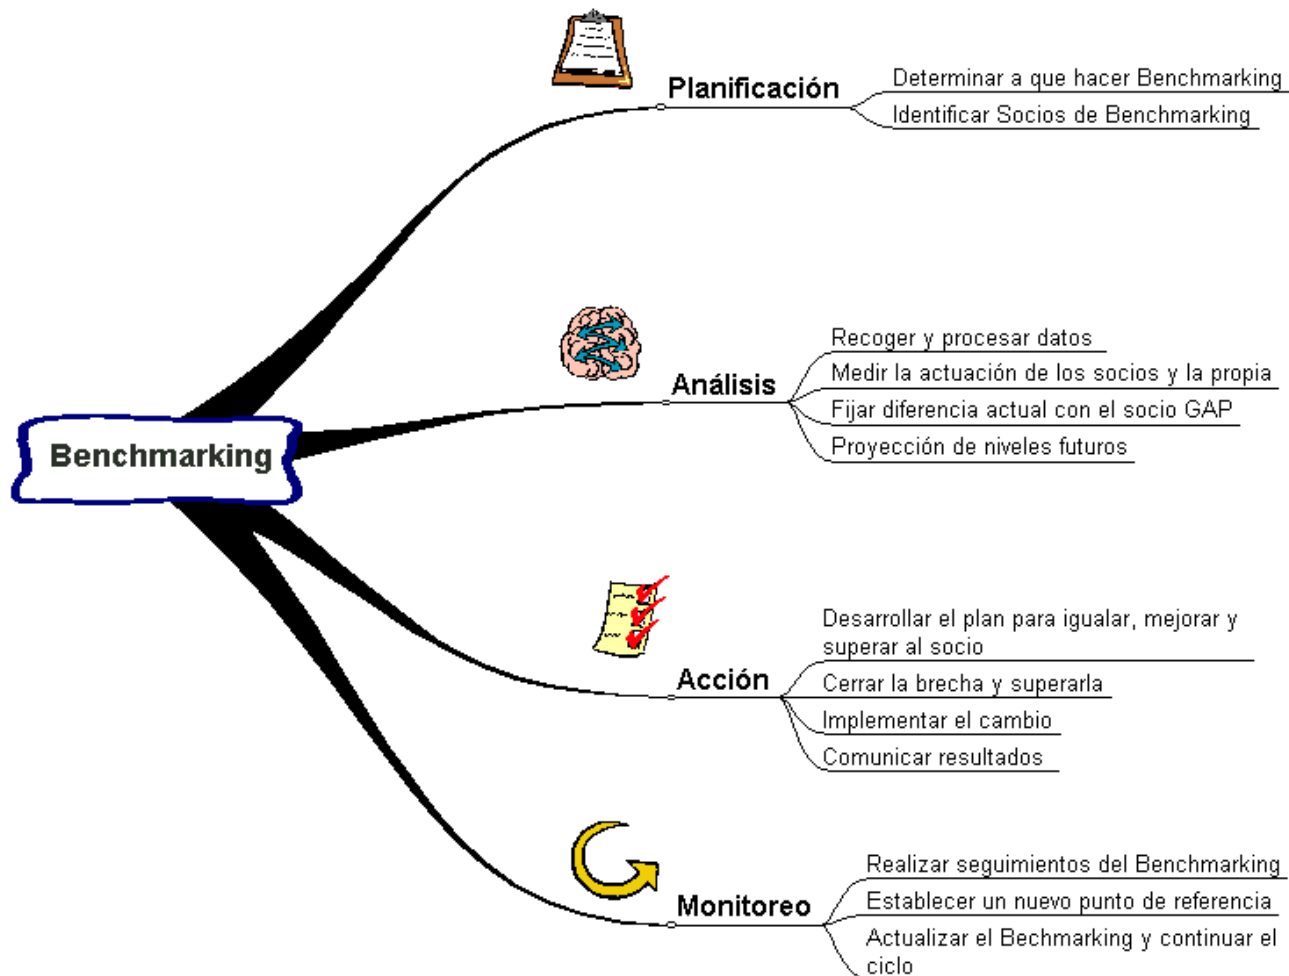 Planificación
Determinar a que hacer Benchmarking
Identificar Socios de Benchmarking
Análisis
Recoger y procesar datos
Medir la actuación de los socios y la propia
Fijar diferencia actual con el socio GAP
Proyección de niveles futuros
Benchmarking
Acción
Desarrollar el plan para igualar, mejorar y
superar al socio
Cerrar la brecha y superarla
Implementar el cambio
Comunicar resultados
Monitoreo
Realizar seguimientos del Benchmarking
Establecer un nuevo punto de referencia
Actualizar el Bechmarking y continuar el
ciclo